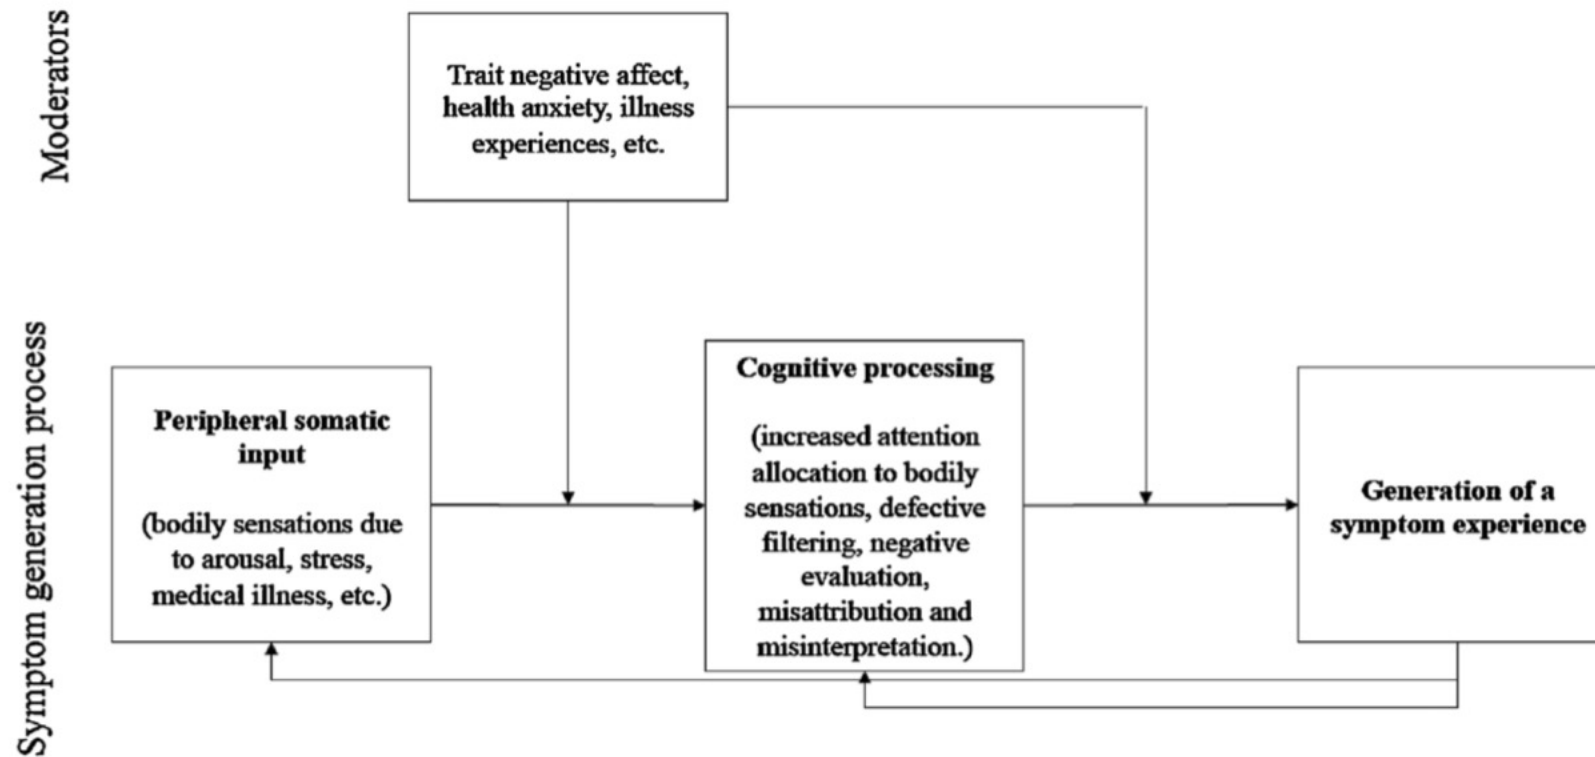 Moderators
Trait negative affect,
health anxiety, illness
experiences, etc.
Symptom generation process
Peripheral somatic
input
(bodily sensations due
to arousal, stress,
medical illness, etc.)
Cognitive processing
(increased attention
allocation to bodily
sensations, defective
filtering, negative
evaluation,
misattribution and
misinterpretation.)
Generation of a
symptom experience